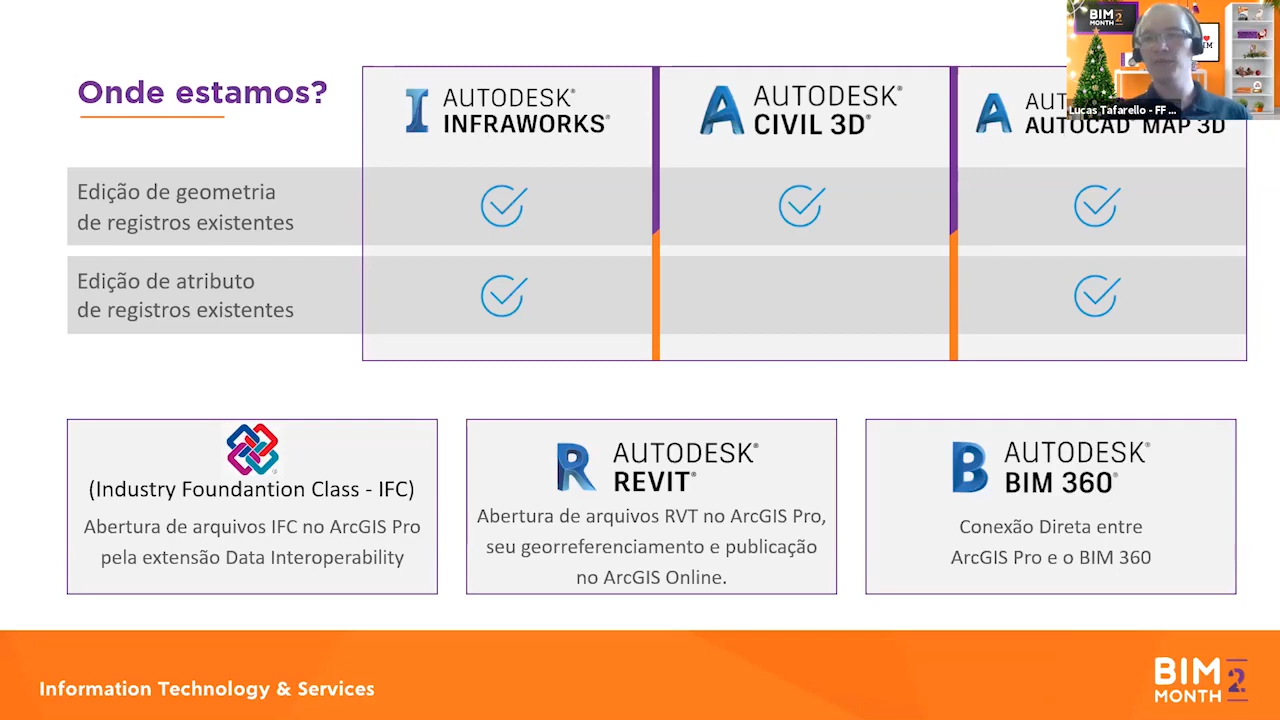 Onde estamos?
AUTODESK®
INFRAWORKS®
AUTODESK®
CIVIL 3D®
AUTOCAD MAP 3D
BIM
MONTH 2
Lucas Tafarello - FF ...
Edição de geometria
de registros existentes
Edição de atributo
de registros existentes
(Industry Foundantion Class - IFC)
Abertura de arquivos IFC no ArcGIS Pro
pela extensão Data Interoperability
AUTODESK®
REVIT®
Abertura de arquivos RVT no ArcGIS Pro,
seu georreferenciamento e publicação
no ArcGIS Online.
AUTODESK®
BIM 360®
Conexão Direta entre
ArcGIS Pro e o BIM 360
Information Technology & Services
BIM
MONTH 2.